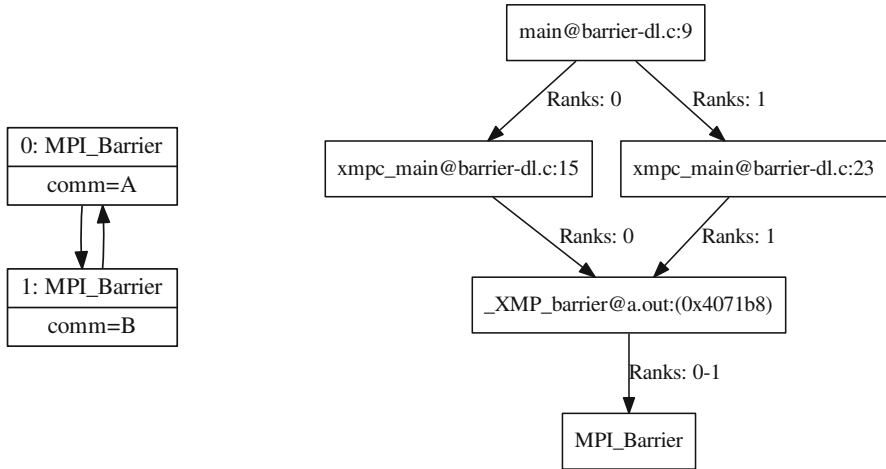 0: MPI_Barrier
comm=A
1: MPI_Barrier
comm=B
main@barrier-dl.c:9
Ranks: 0
Ranks: 1
xmpc_main@barrier-dl.c:15
xmpc_main@barrier-dl.c:23
Ranks: 0
Ranks: 1
_XMP_barrier@a.out:(0x4071b8)
Ranks: 0-1
MPI_Barrier